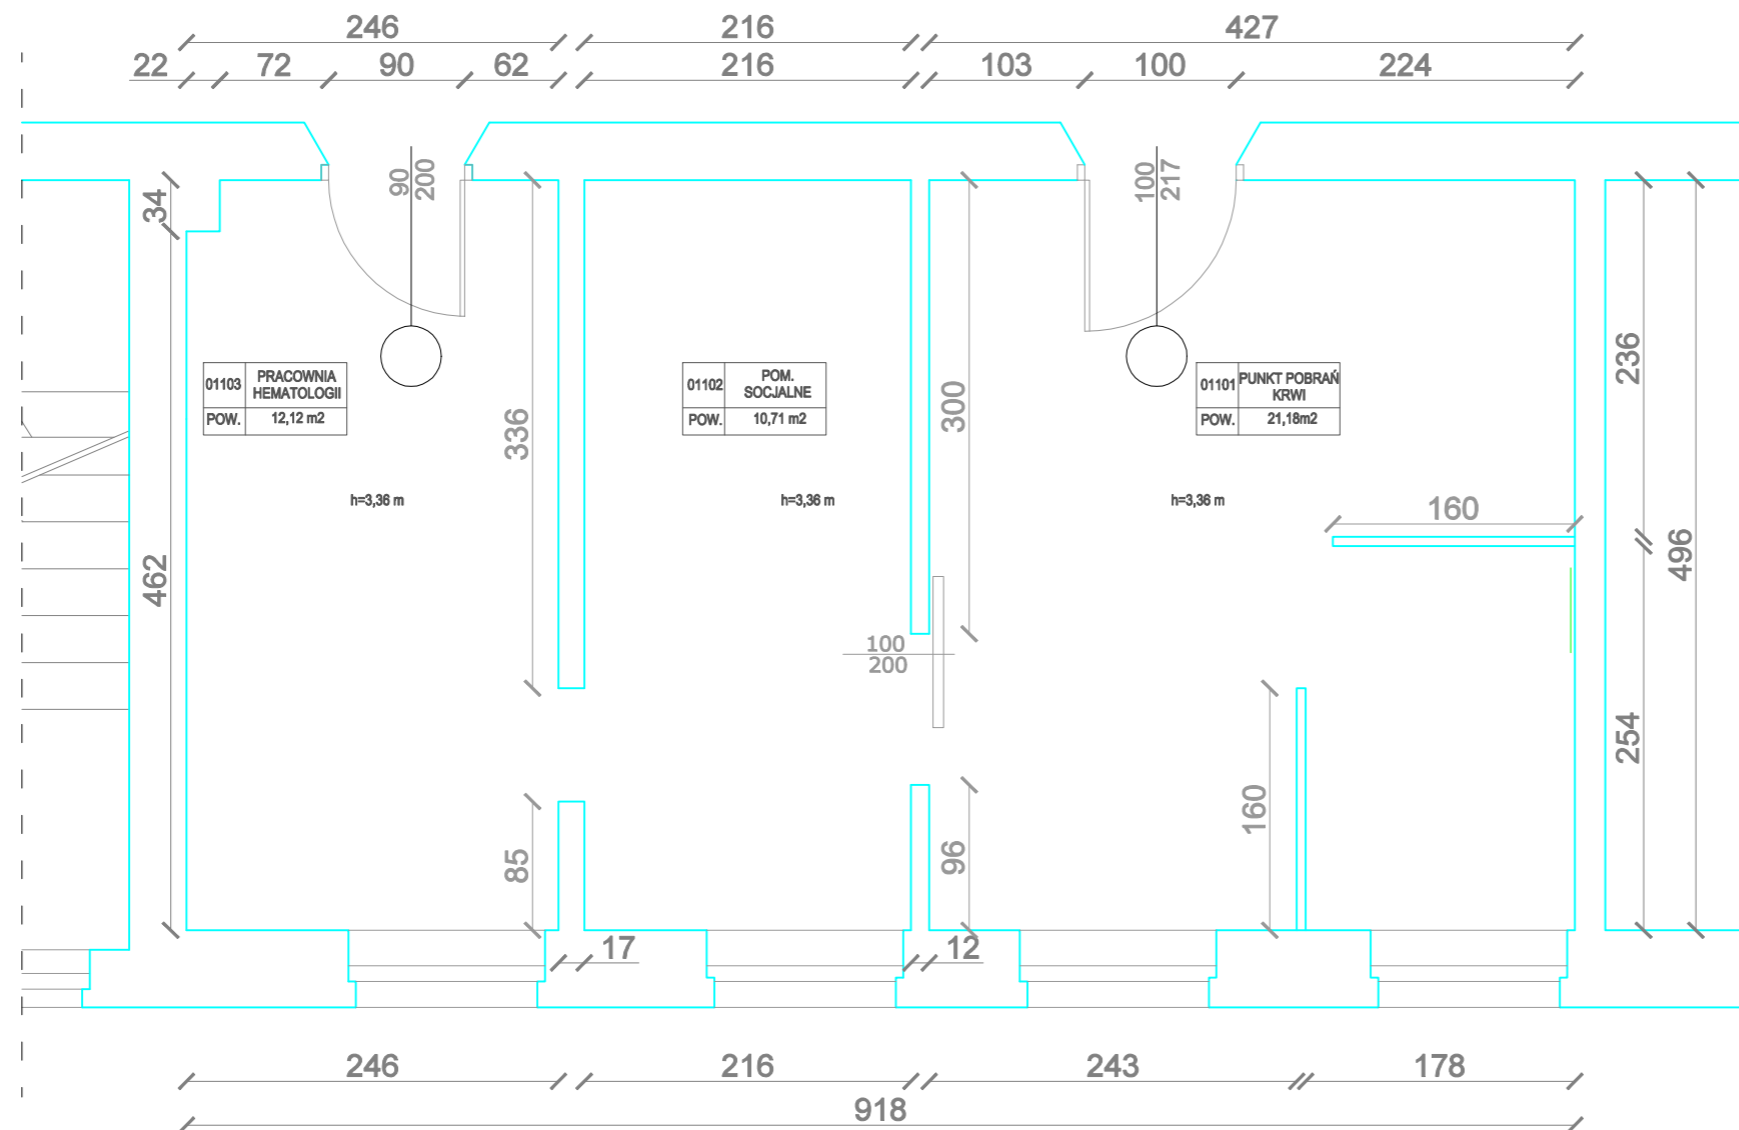 246 216 427
22 72 90 62 216 103 100 224
90
200
100
217
34
462
336
85
300
96
100
200
160
160
236
254
496
01103 PRACOWNIA
HEMATOLOGII
POW. 12,12 m2
01102 POM.
SOCJALNE
POW. 10,71 m2
01101 PUNKT POBRAŃ
KRWI
POW. 21,18m2
h=3,36 m h=3,36 m h=3,36 m
17 12
246 216 243 178
918